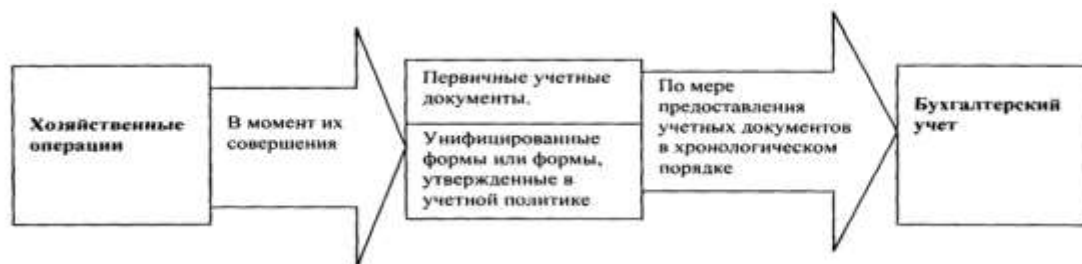 Хозяйственные
операции
В момент их
совершения
Первичные учетные
документы.
Унифицированные
формы или формы,
утвержденные в
учетной политике
По мере
предоставления
учетных документов
в хронологическом
порядке
Бухгалтерский
учет